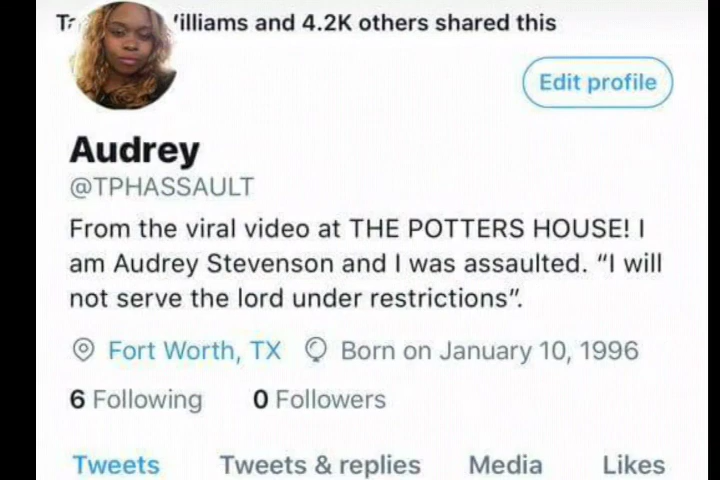 'illiams and 4.2K others shared this
Edit profile
Audrey
@TPHASSAULT
From the viral video at THE POTTERS HOUSE! I
am Audrey Stevenson and I was assaulted. “I will
not serve the lord under restrictions”.
Fort Worth, TX Born on January 10, 1996
6 Following 0 Followers
Tweets Tweets & replies Media Likes